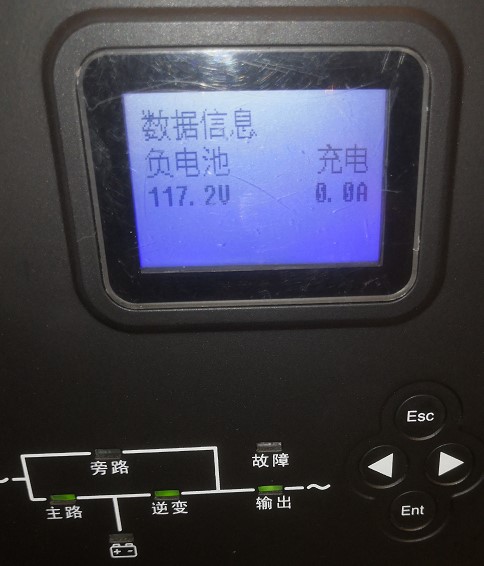 数据信息
负电池 充电
117.2V 0.0A
Esc
旁路 故障
主路 逆变 输出
Ent